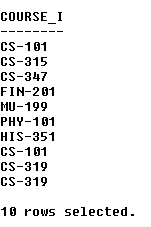 COURSE_I
--------
CS-101
CS-315
CS-347
FIN-201
MU-199
PHY-101
HIS-351
CS-101
CS-319
CS-319
10 rows selected.